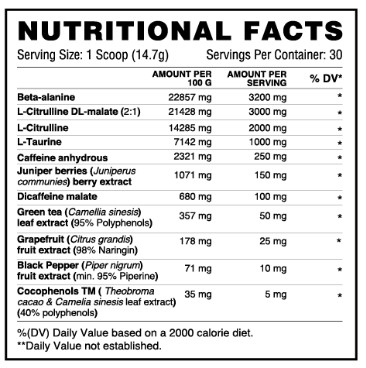 NUTRITIONAL FACTS
Serving Size: 1 Scoop (14.7g) Servings Per Container: 30
AMOUNT PER 100 G AMOUNT PER SERVING % DV*
Beta-alanine 22857 mg 3200 mg *
L-Citrulline DL-malate (2:1) 21428 mg 3000 mg *
L-Citrulline 14285 mg 2000 mg *
L-Taurine 7142 mg 1000 mg *
Caffeine anhydrous 2321 mg 250 mg *
Juniper berries (Juniperus
communies) berry extract 1071 mg 150 mg *
Dicaffeine malate 680 mg 100 mg *
Green tea (Camellia sinesis)
leaf extract (95% Polyphenols) 357 mg 50 mg *
Grapefruit (Citrus grandis)
fruit extract (98% Naringin) 178 mg 25 mg *
Black Pepper (Piper nigrum)
fruit extract (min. 95% Piperine) 71 mg 10 mg *
Cocophenols TM ( Theobroma
cacao & Camelia sinesis leaf extract) 35 mg 5 mg *
(40% polyphenols)
%(DV) Daily Value based on a 2000 calorie diet.
**Daily Value not established.